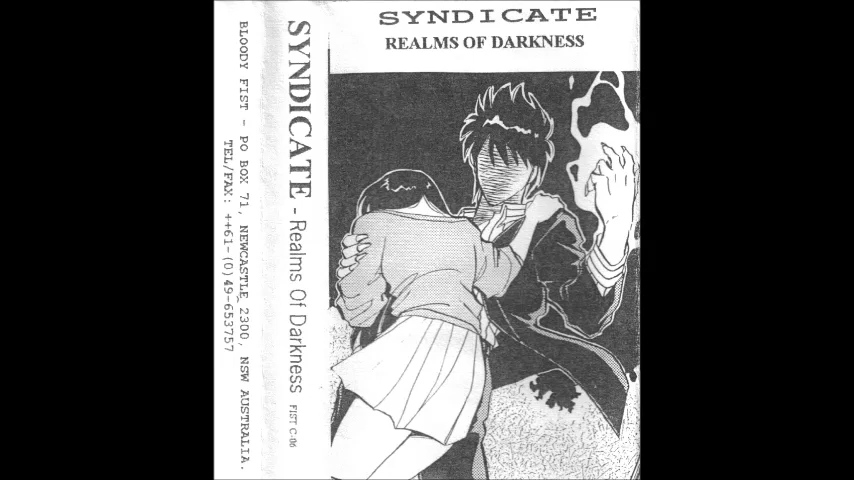 SYNDICATE
REALMS OF DARKNESS
SYNDICATE - Realms Of Darkness FIST C-06
BLOODY FIST - PO BOX 71, NEWCASTLE 2300, NSW AUSTRALIA.
TEL/FAX: ++61-(0)49-653757